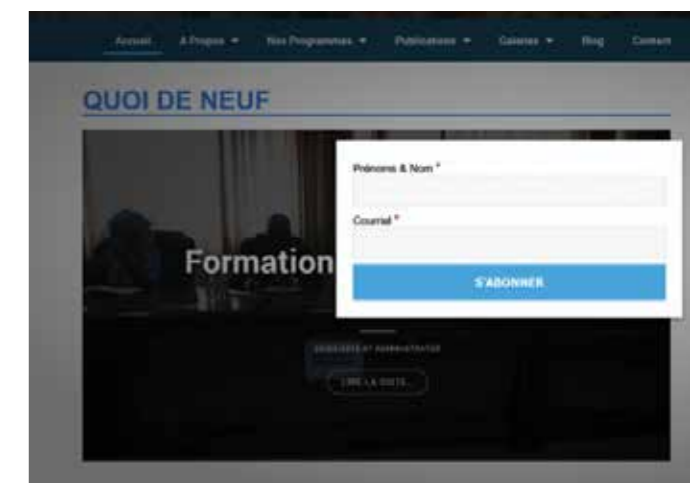 Accueil A Propos Nos Programmes Publications Galeries Blog Contact
QUOI DE NEUF
Prénoms & Nom *
Courriel *
Formation
S'ABONNER
ADMINISTRATOR
LIRE LA SUITE...